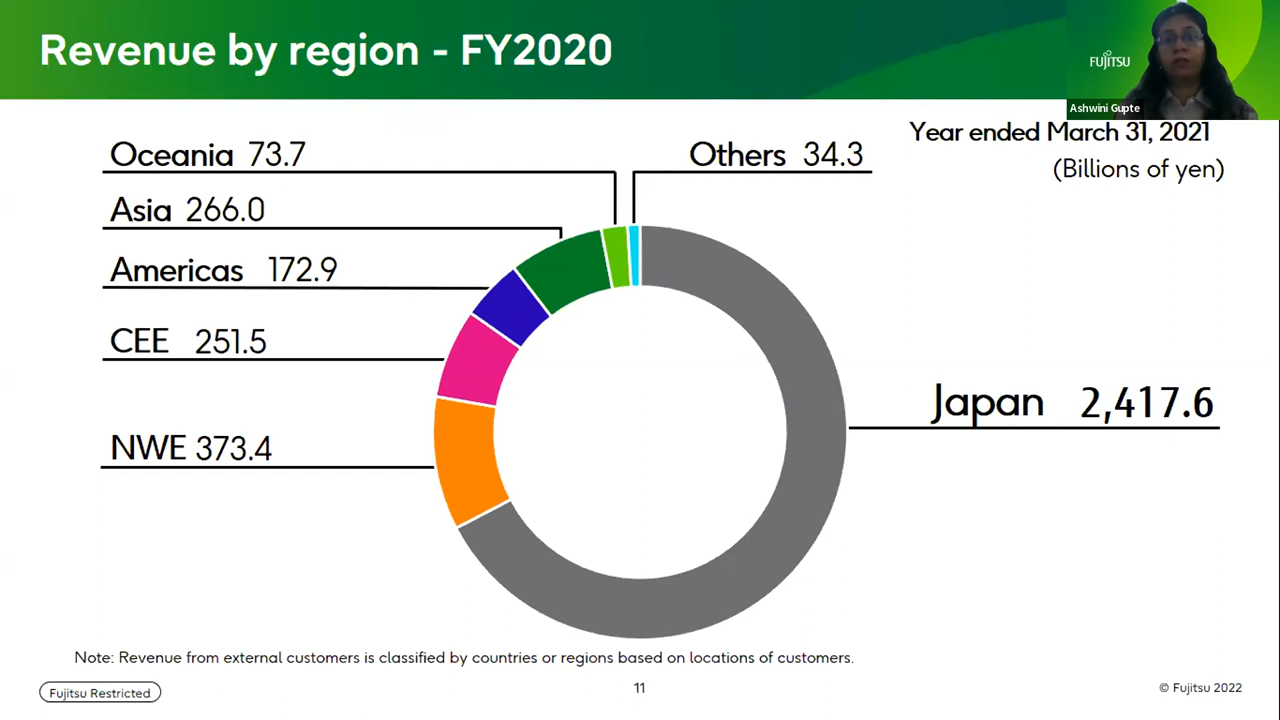 Revenue by region - FY2020
FUJITSU
Ashwini Gupte
Year ended March 31, 2021
(Billions of yen)
Oceania 73.7
Others 34.3
Asia 266.0
Americas 172.9
CEE 251.5
Japan 2,417.6
NWE 373.4
Note: Revenue from external customers is classified by countries or regions based on locations of customers.
Fujitsu Restricted
11
© Fujitsu 2022